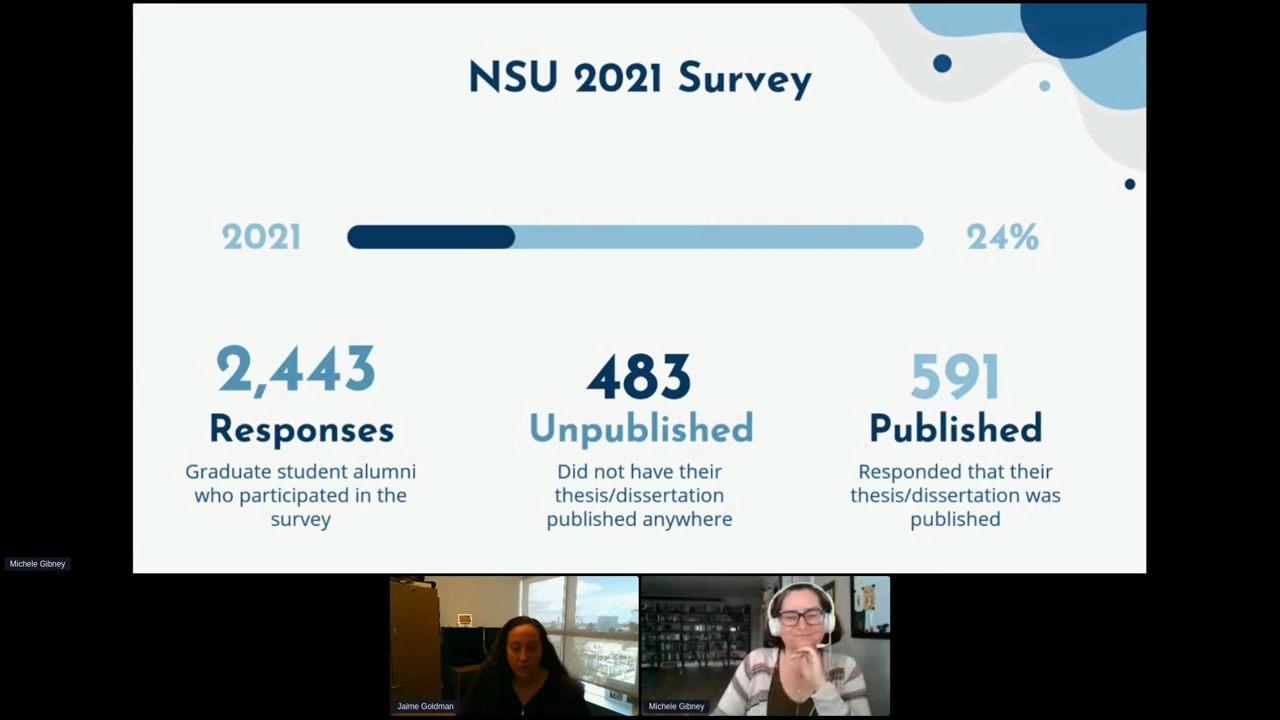 NSU 2021 Survey
2021
24%
2,443
Responses
Graduate student alumni
who participated in the
survey
483
Unpublished
Did not have their
thesis/dissertation
published anywhere
591
Published
Responded that their
thesis/dissertation was
published
Michele Gibney
Jaime Goldman
Michele Gibney